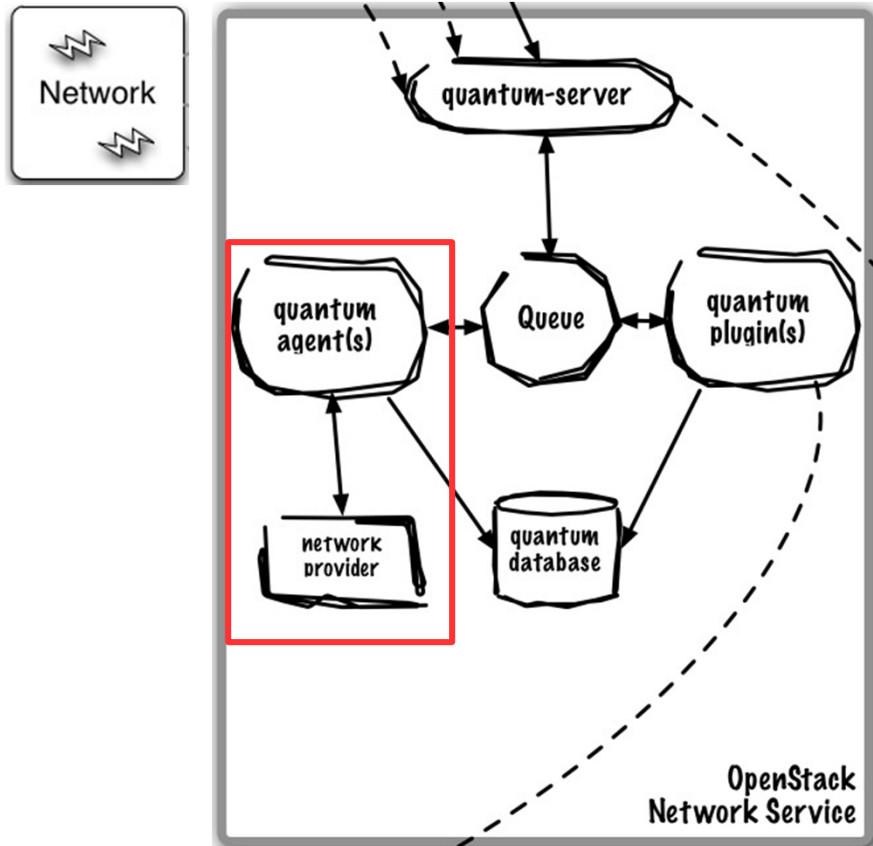 Network
quantum-server
quantum
agent(s)
Queue
quantum
plugin(s)
network
provider
quantum
database
OpenStack
Network Service